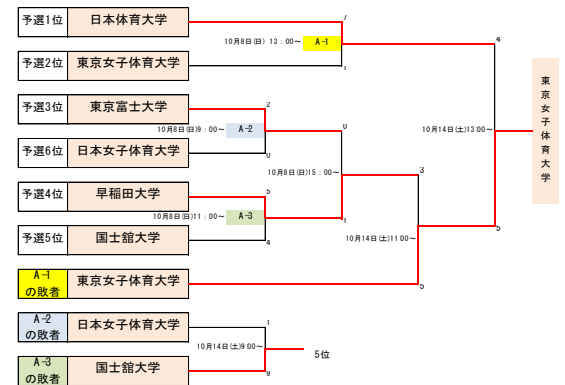 予選1位 日本体育大学
7
10月8日(日) 13：00～ A-1
4
予選2位 東京女子体育大学
1
予選3位 東京富士大学
2
10月8日(日)9：00～ A-2
0
10月14日(土)13:00～
東京女子体育大学
予選6位 日本女子体育大学
0
10月8日(日)15：00～
3
予選4位 早稲田大学
5
10月8日(日)11：00～ A-3
1
予選5位 国士舘大学
4
10月14日(土)11:00～
5
A-1の敗者 東京女子体育大学
5
A-2の敗者 日本女子体育大学
1
10月14日(土)9:00～
5位
A-3の敗者 国士舘大学
9